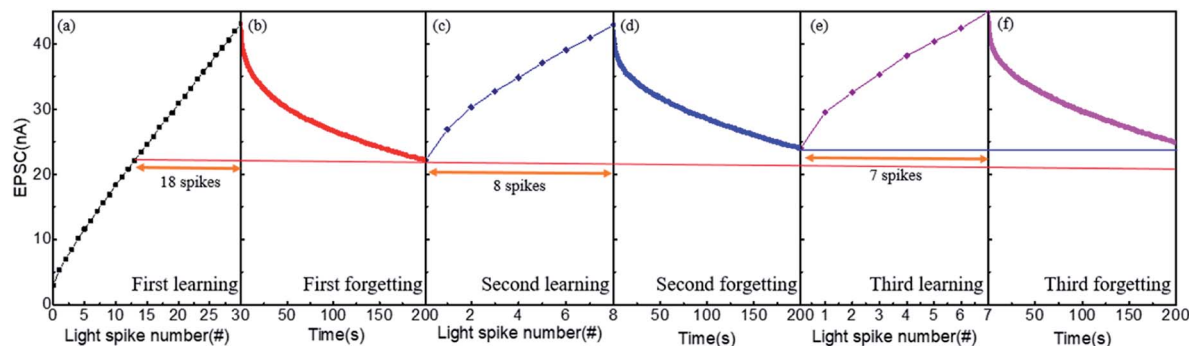 (a)
(b)
(c)
(d)
(e)
(f)
EPSC(nA)
40
30
20
10
0
18 spikes
8 spikes
7 spikes
First learning
First forgetting
Second learning
Second forgetting
Third learning
Third forgetting
0 5 10 15 20 25 30 50 100 150 200 2 4 6 8 50 100 150 200 1 2 3 4 5 6 7 50 100 150 200
Light spike number(#)
Time(s)
Light spike number(#)
Time(s)
Light spike number(#)
Time(s)